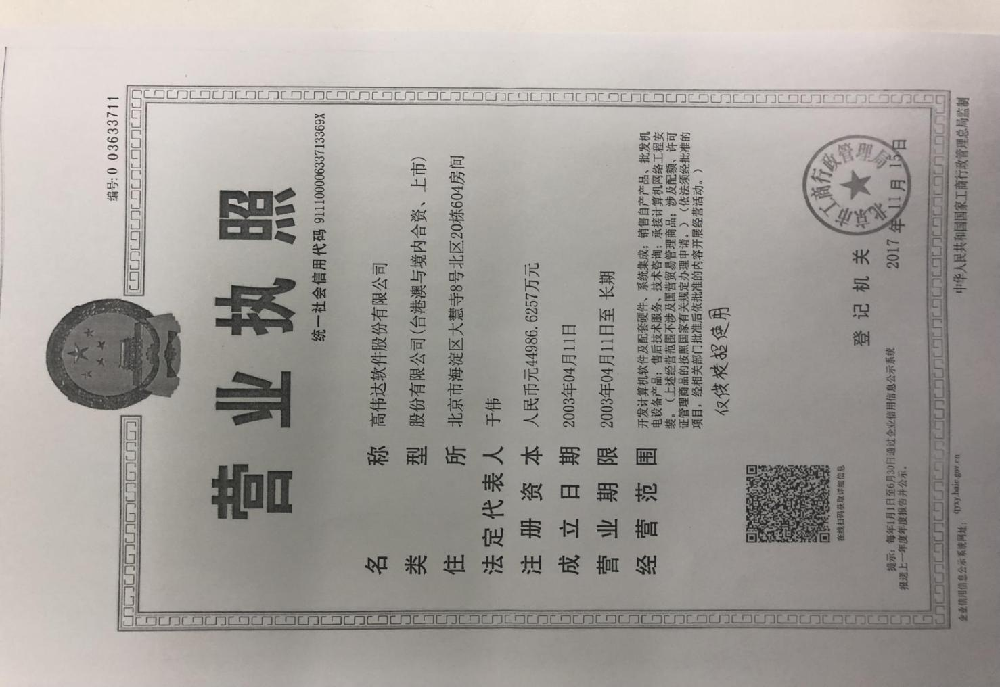 编号:0 03633711
营业执照
统一社会信用代码 91110000633713369X
名称 高伟达软件股份有限公司
类型 股份有限公司(台港澳与境内合资、上市)
住所 北京市海淀区大慧寺8号北区20栋604房间
法定代表人 于伟
注册资本 人民币元44986.6257万元
成立日期 2003年04月11日
营业期限 2003年04月11日至 长期
经营范围 开发计算机软件及配套硬件、系统集成；销售自产产品、批发机
电设备产品；售后技术服务、技术咨询；承接计算机网络工程安
装。（上述经营范围不涉及国营贸易管理商品；涉及配额、许可
证管理商品的按照国家有关规定办理申请。）（依法须经批准的
项目，经相关部门批准后依批准的内容开展经营活动。）
仅供校招使用
在线扫码获取详细信息
登记机关
北京市工商行政管理局
2017年11月15日
提示：每年1月1日至6月30日通过企业信用信息公示系统
报送上一年度年度报告并公示。
企业信用信息公示系统网址： qyxy.baic.gov.cn
中华人民共和国国家工商行政管理总局监制